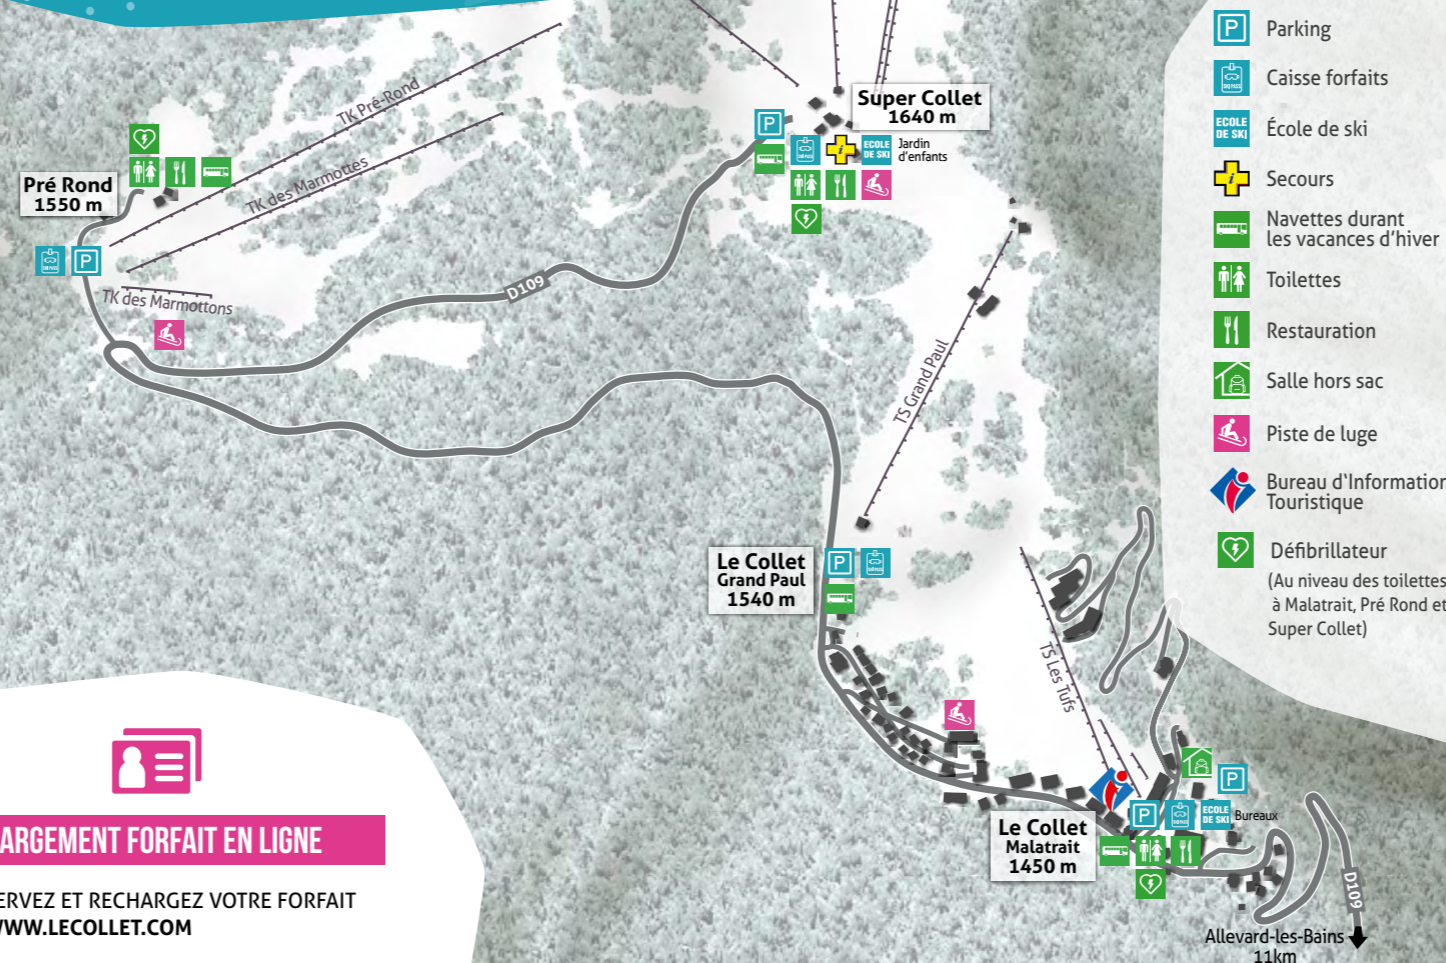 TK Pré-Rond
TK des Marmottes
Pré Rond
1550 m
P
TK des Marmottons
D109
Super Collet
1640 m
P
i
ECOLE
DE SKI
Jardin
d'enfants
TS Grand Paul
Le Collet
Grand Paul
1540 m
P
TS Les Tufs
P
P
ECOLE
DE SKI
Bureaux
Le Collet
Malatrait
1450 m
D109
Allevard-les-Bains
11km
P
Parking
Caisse forfaits
ECOLE
DE SKI
École de ski
i
Secours
Navettes durant
les vacances d'hiver
Toilettes
Restauration
Salle hors sac
Piste de luge
Bureau d'Information
Touristique
Défibrillateur
(Au niveau des toilettes
à Malatrait, Pré Rond et
Super Collet)
ARGEMENT FORFAIT EN LIGNE
ERVEZ ET RECHARGEZ VOTRE FORFAIT
WWW.LECOLLET.COM